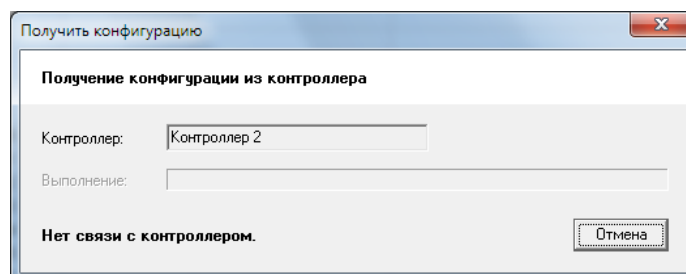 Получить конфигурацию
Получение конфигурации из контроллера
Контроллер: Контроллер 2
Выполнение:
Нет связи с контроллером.
Отмена